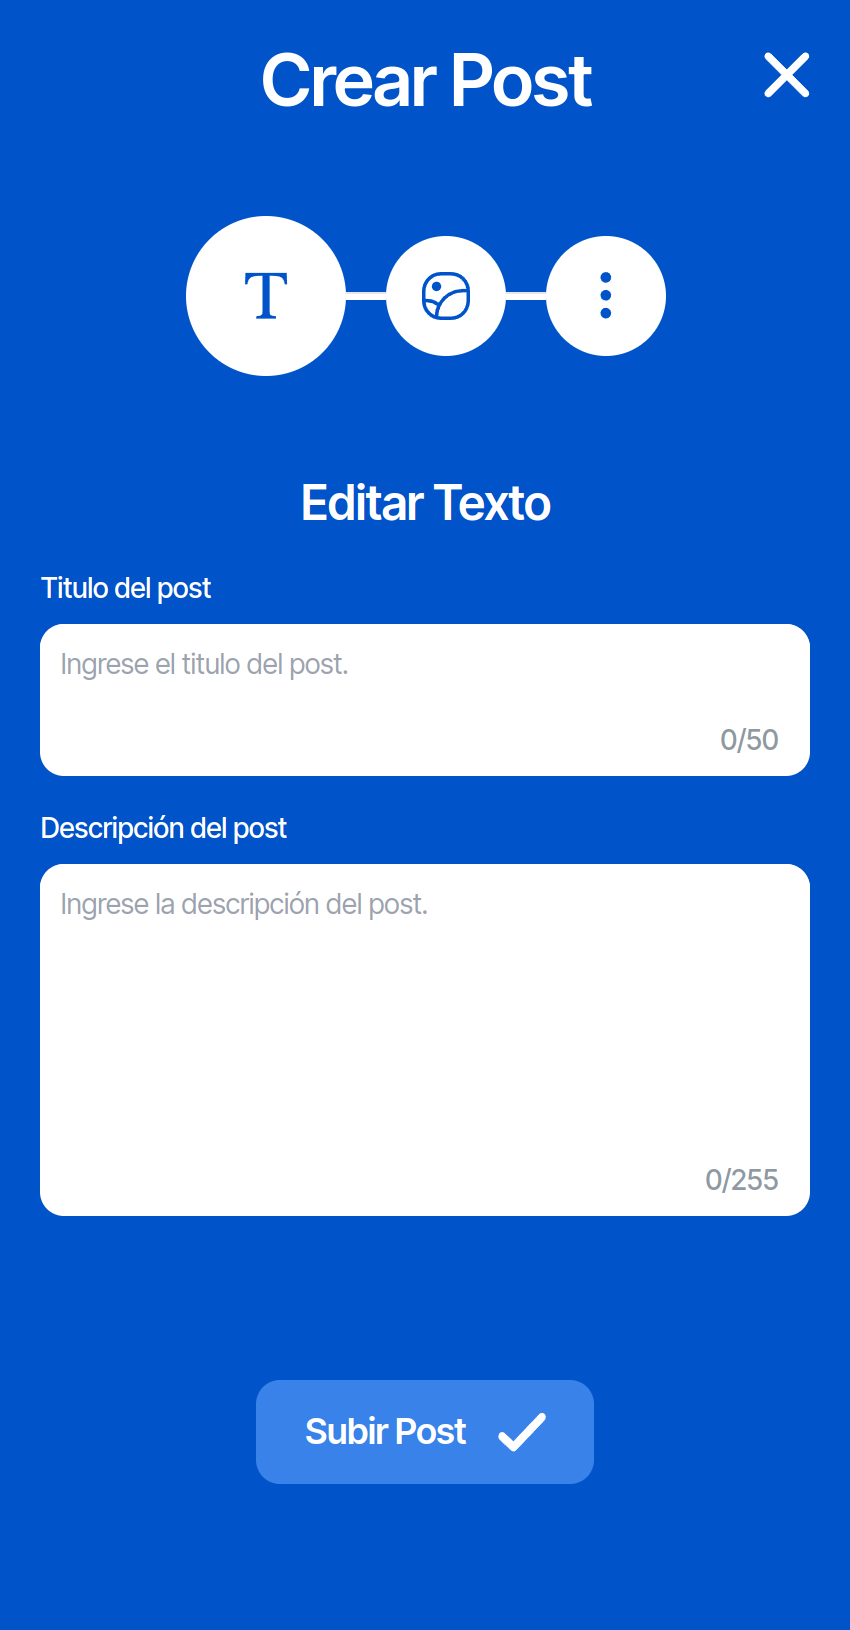 Crear Post
T
Editar Texto
Titulo del post
Ingrese el titulo del post.
0/50
Descripción del post
Ingrese la descripción del post.
0/255
Subir Post